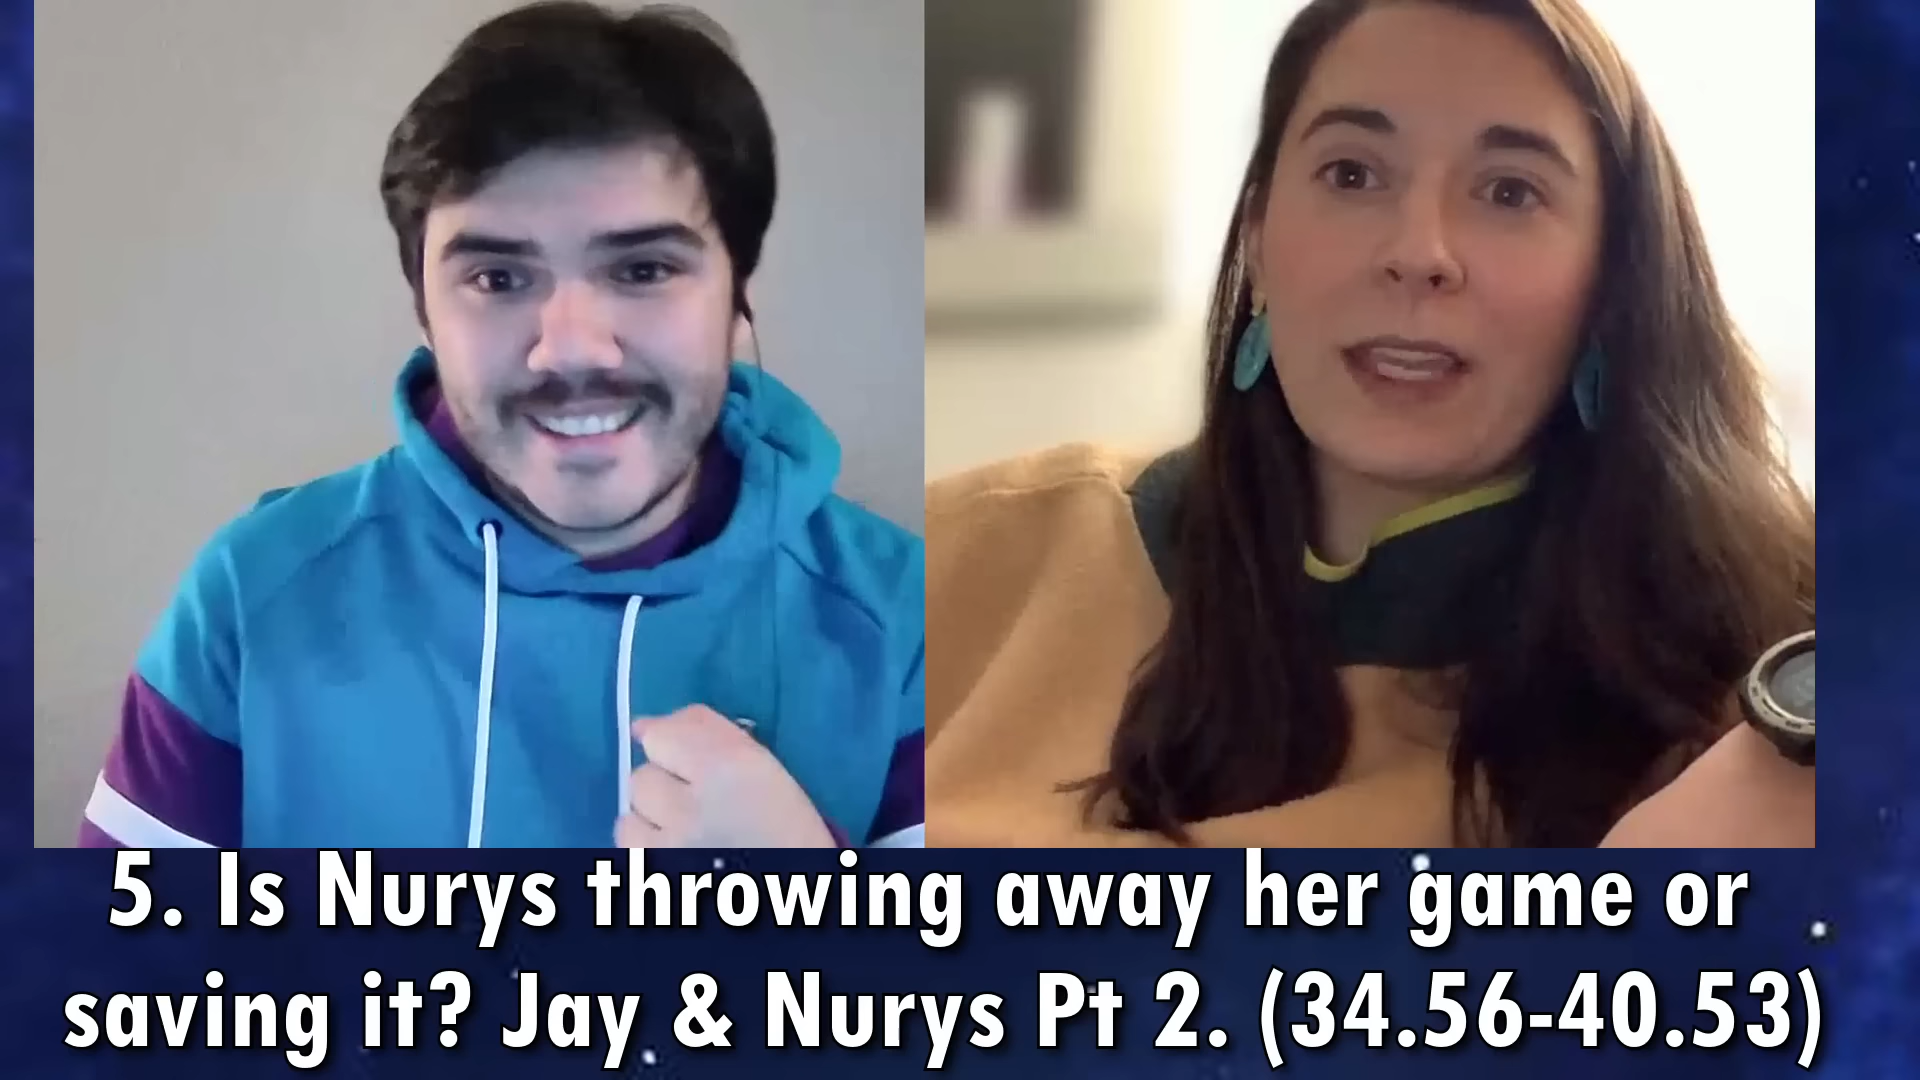 5. Is Nurys throwing away her game or
saving it? Jay & Nurys Pt 2. (34.56-40.53)